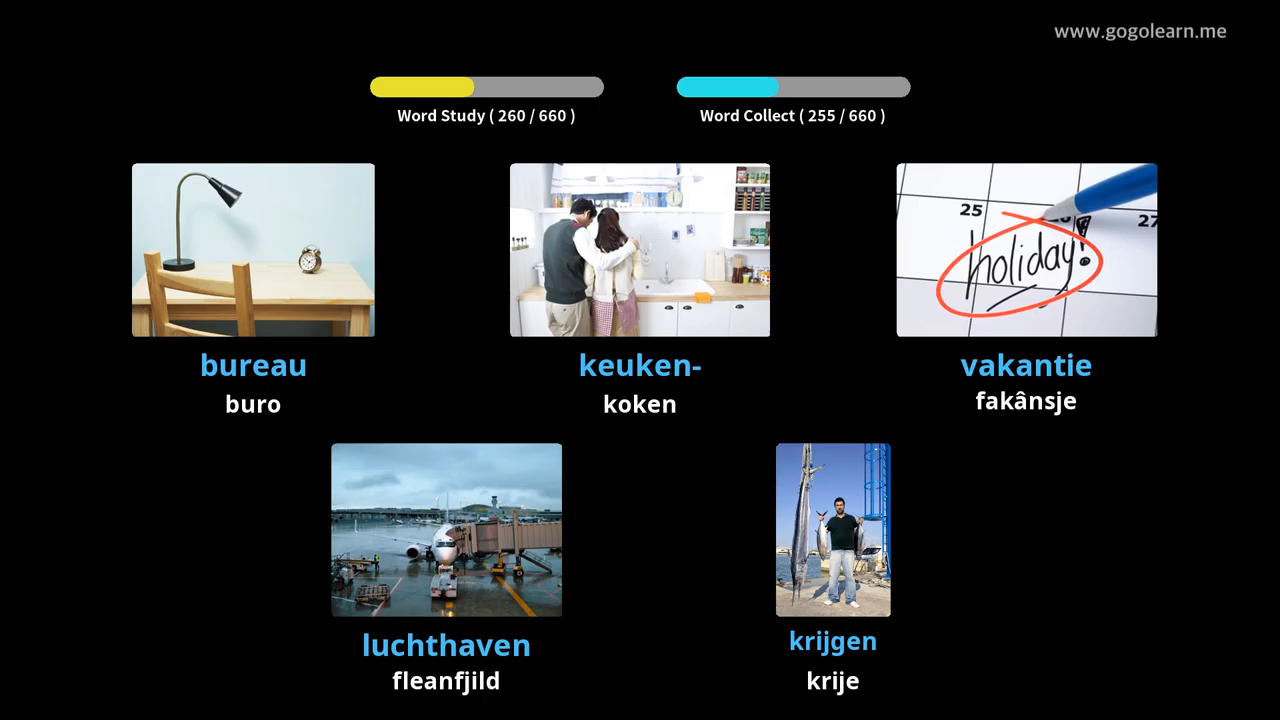 www.gogolearn.me
Word Study ( 260 / 660 )
Word Collect ( 255 / 660 )
25
27
holiday!
bureau
keuken-
vakantie
buro
koken
fakânsje
luchthaven
krijgen
fleanfjild
krije